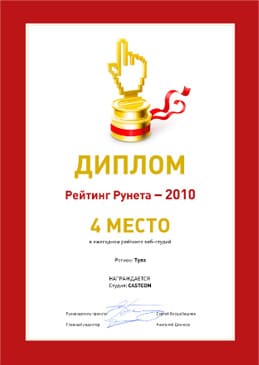 ДИПЛОМ
Рейтинг Рунета – 2010
4 МЕСТО
в ежегодном рейтинге веб-студий
Регион: Тула
НАГРАЖДАЕТСЯ
Студия CASTCOM
Руководитель проекта
Главный редактор Анатолий